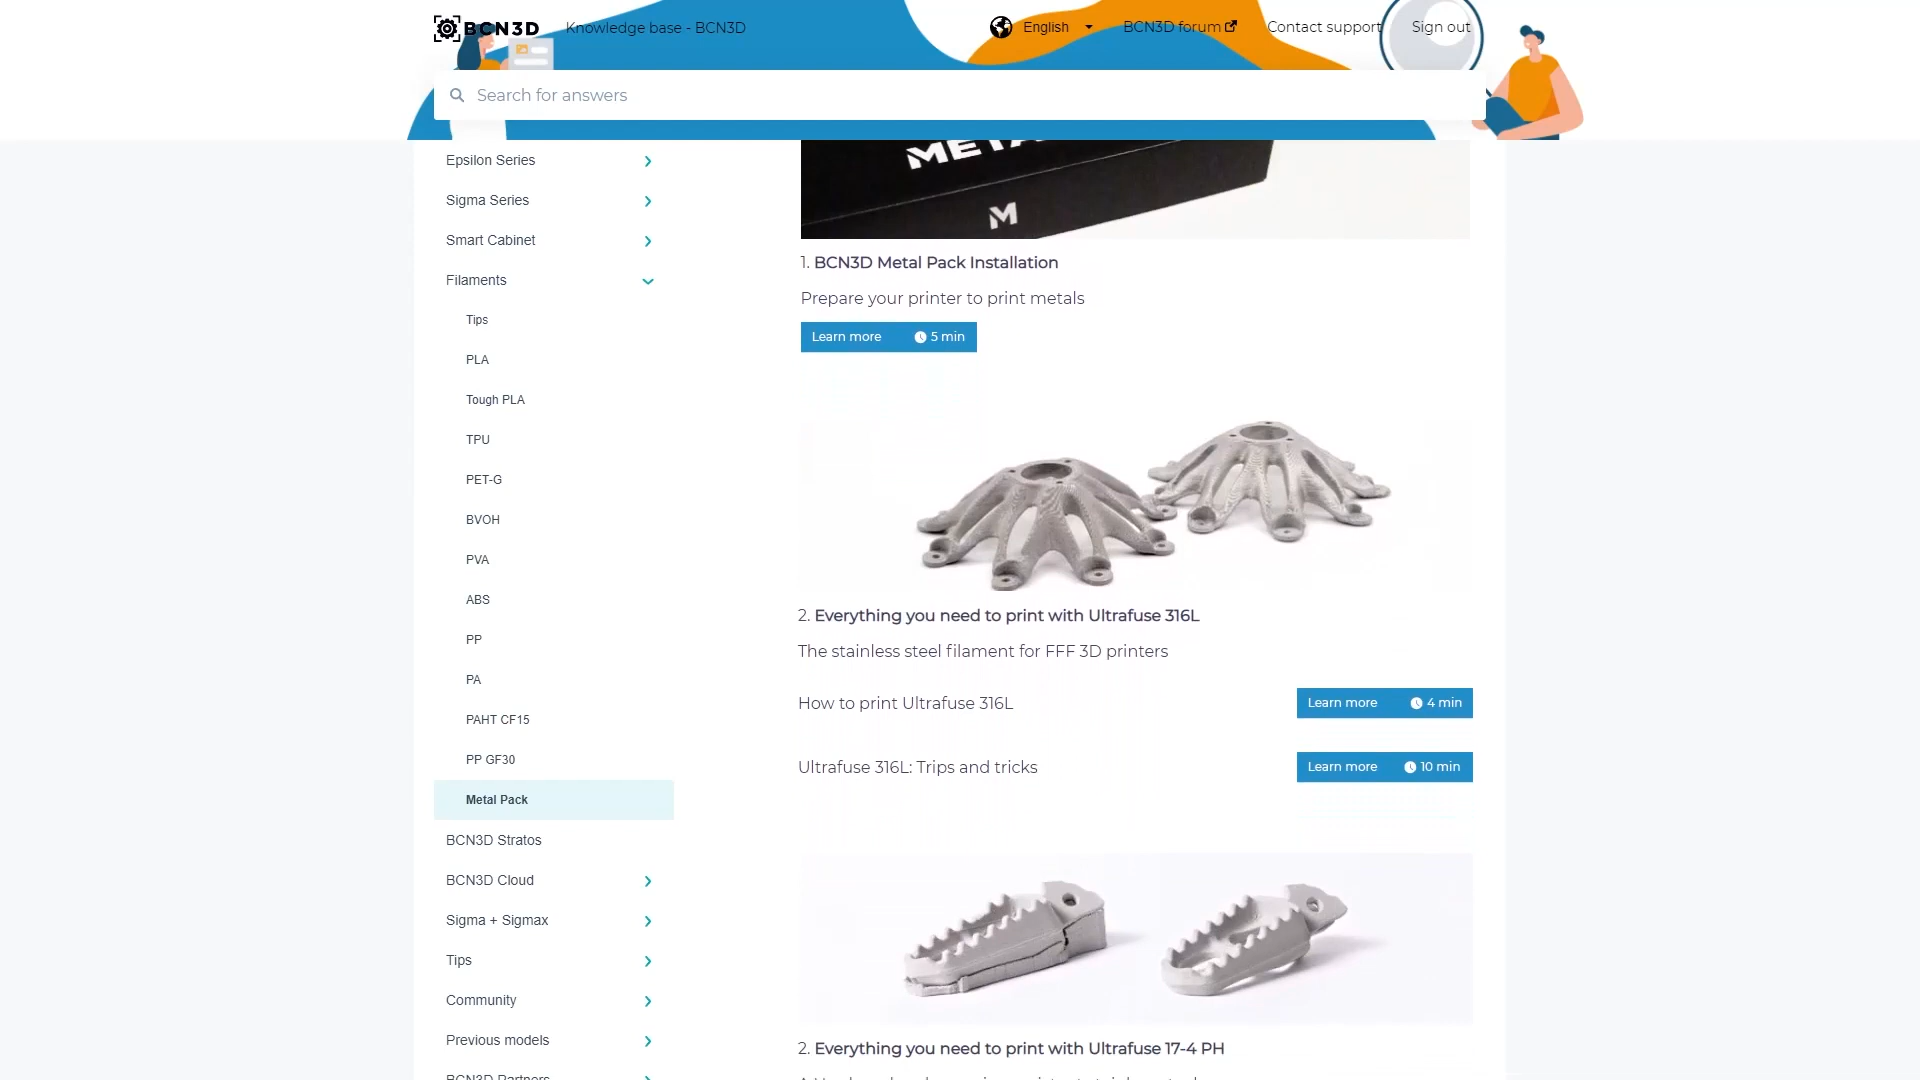 BCN3D
Knowledge base - BCN3D
English
BCN3D forum
Contact support
Sign out
Search for answers
Epsilon Series
Sigma Series
Smart Cabinet
Filaments
Tips
PLA
Tough PLA
TPU
PET-G
BVOH
PVA
ABS
PP
PA
PAHT CF15
PP GF30
Metal Pack
BCN3D Stratos
BCN3D Cloud
Sigma + Sigmax
Tips
Community
Previous models
BCN3D Partners
M
1. BCN3D Metal Pack Installation
Prepare your printer to print metals
Learn more 5 min
2. Everything you need to print with Ultrafuse 316L
The stainless steel filament for FFF 3D printers
How to print Ultrafuse 316L
Learn more 4 min
Ultrafuse 316L: Trips and tricks
Learn more 10 min
2. Everything you need to print with Ultrafuse 17-4 PH